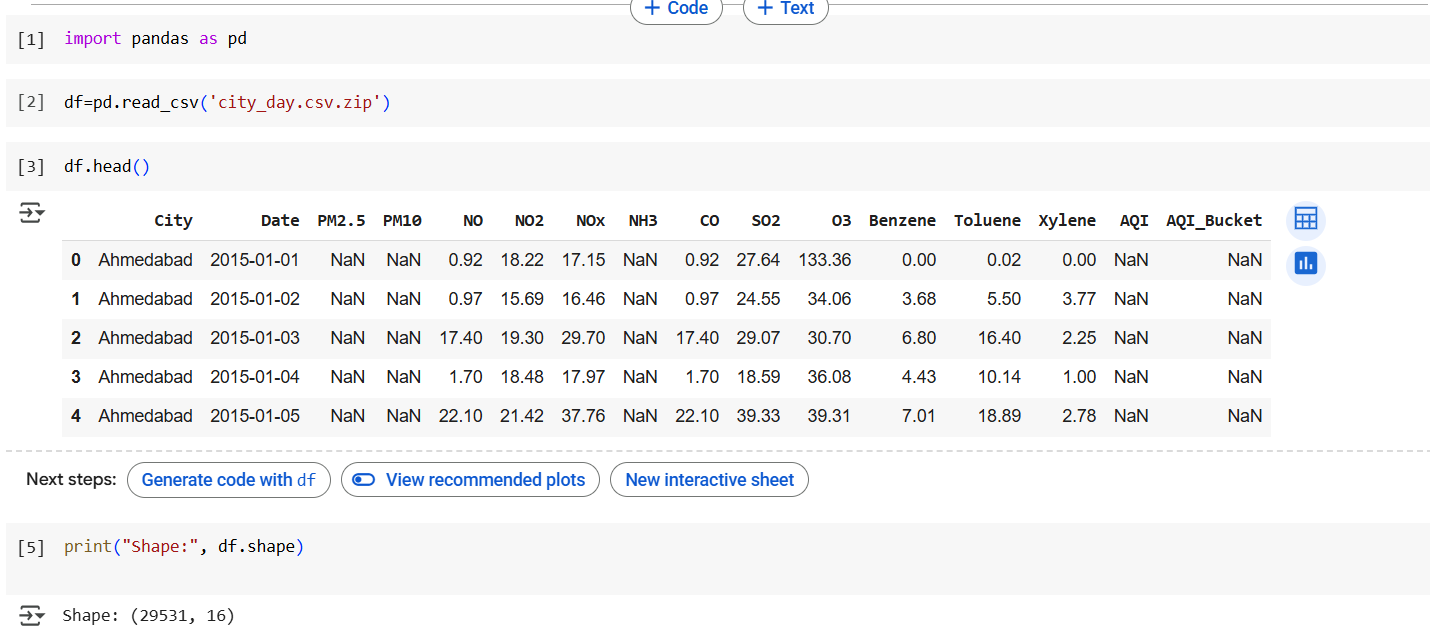 + Code + Text
[1] import pandas as pd
[2] df=pd.read_csv('city_day.csv.zip')
[3] df.head()
City Date PM2.5 PM10 NO NO2 NOx NH3 CO SO2 O3 Benzene Toluene Xylene AQI AQI_Bucket
0 Ahmedabad 2015-01-01 NaN NaN 0.92 18.22 17.15 NaN 0.92 27.64 133.36 0.00 0.02 0.00 NaN NaN
1 Ahmedabad 2015-01-02 NaN NaN 0.97 15.69 16.46 NaN 0.97 24.55 34.06 3.68 5.50 3.77 NaN NaN
2 Ahmedabad 2015-01-03 NaN NaN 17.40 19.30 29.70 NaN 17.40 29.07 30.70 6.80 16.40 2.25 NaN NaN
3 Ahmedabad 2015-01-04 NaN NaN 1.70 18.48 17.97 NaN 1.70 18.59 36.08 4.43 10.14 1.00 NaN NaN
4 Ahmedabad 2015-01-05 NaN NaN 22.10 21.42 37.76 NaN 22.10 39.33 39.31 7.01 18.89 2.78 NaN NaN
Next steps: Generate code with df View recommended plots New interactive sheet
[5] print("Shape:", df.shape)
Shape: (29531, 16)